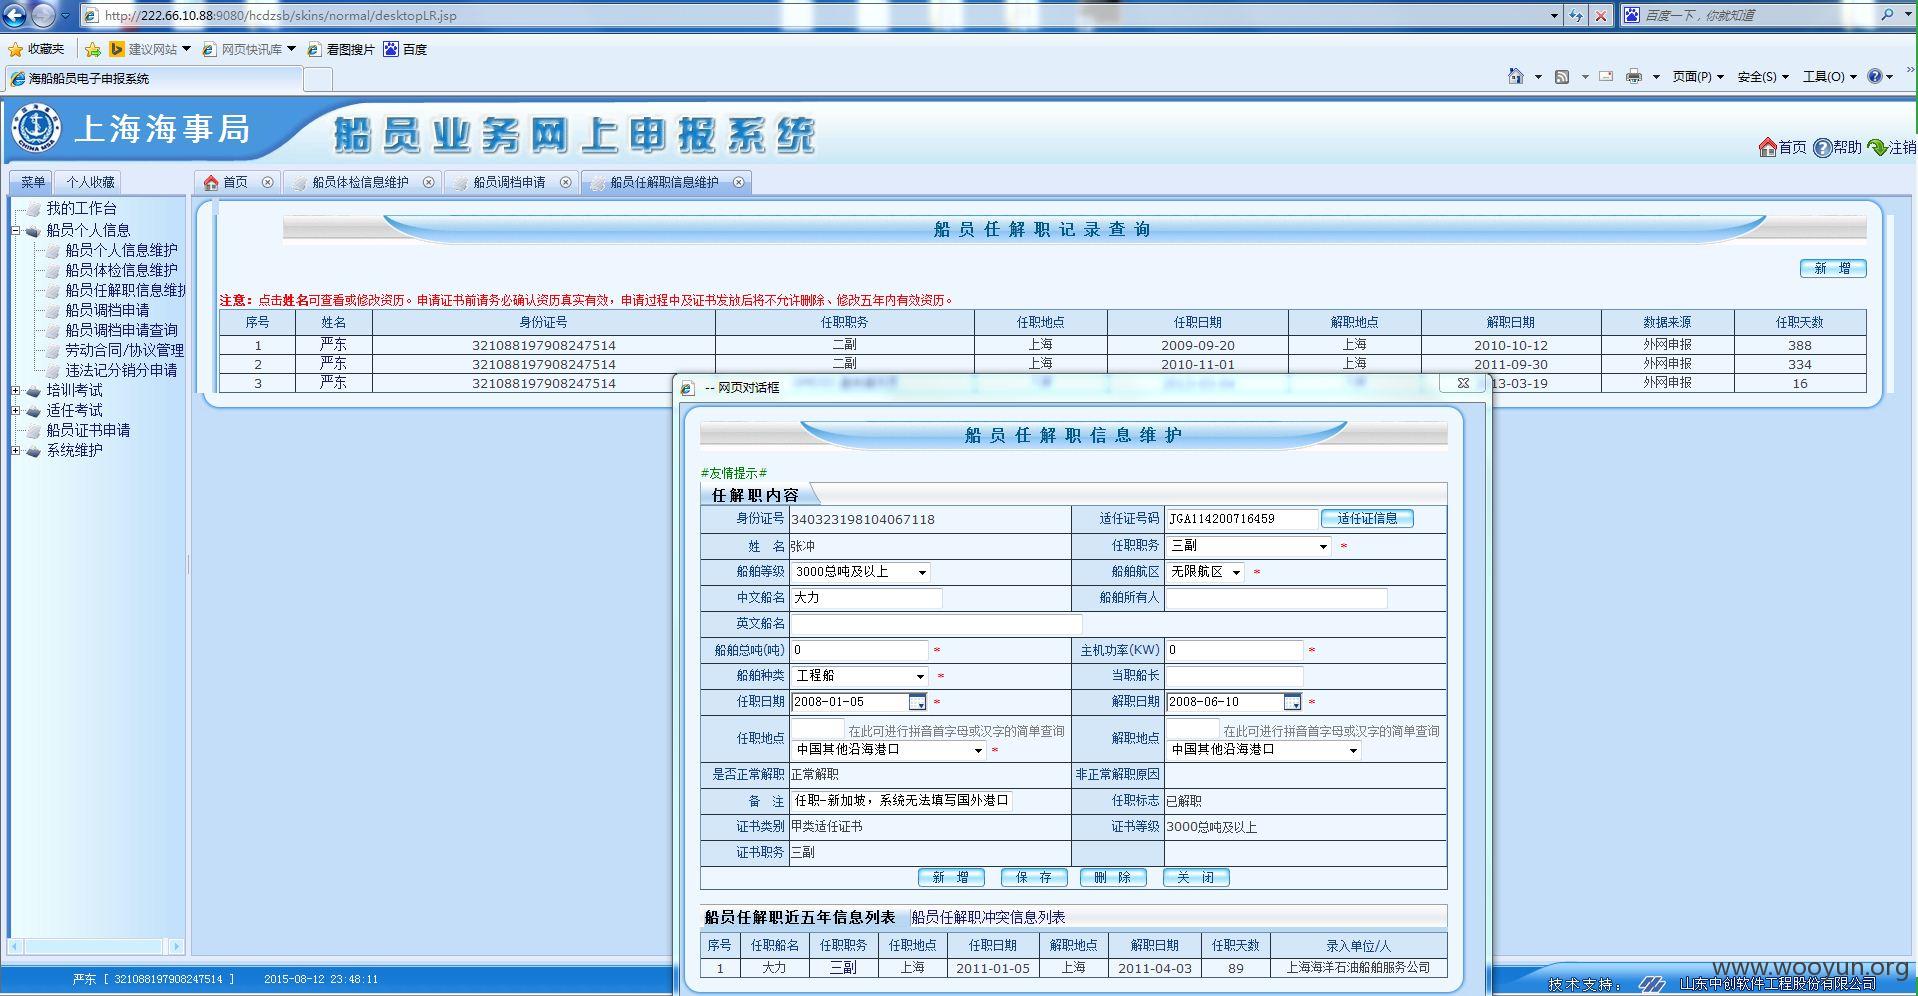 http://222.66.10.88:9080/hcdzsb/skins/normal/desktopLR.jsp
百度一下，你就知道
收藏夹 建议网站 网页快讯库 看图搜片 百度
海船船员电子申报系统
页面(P) 安全(S) 工具(O)
上海海事局 船员业务网上申报系统
首页 帮助 注销
菜单 个人收藏
首页 船员体检信息维护 船员调档申请 船员任解职信息维护
我的工作台
船员个人信息
船员个人信息维护
船员体检信息维护
船员任解职信息维护
船员调档申请
船员调档申请查询
劳动合同/协议管理
违法记分销分申请
培训考试
适任考试
船员证书申请
系统维护
船员任解职记录查询
新 增
注意：点击姓名可查看或修改资历。申请证书前请务必确认资历真实有效，申请过程中及证书发放后将不允许删除、修改五年内有效资历。
序号 姓名 身份证号 任职职务 任职地点 任职日期 解职地点 解职日期 数据来源 任职天数
1 严东 321088197908247514 二副 上海 2009-09-20 上海 2010-10-12 外网申报 388
2 严东 321088197908247514 二副 上海 2010-11-01 上海 2011-09-30 外网申报 334
3 严东 321088197908247514 13-03-19 外网申报 16
-- 网页对话框
船员任解职信息维护
#友情提示#
任解职内容
身份证号 340323198104067118 适任证号码 JGA114200716459 适任证信息
姓 名 张冲 任职职务 三副 *
船舶等级 3000总吨及以上 船舶航区 无限航区 *
中文船名 大力 船舶所有人
英文船名
船舶总吨(吨) 0 * 主机功率(KW) 0 *
船舶种类 工程船 * 当职船长
任职日期 2008-01-05 * 解职日期 2008-06-10 *
任职地点 在此可进行拼音首字母或汉字的简单查询 中国其他沿海港口 * 解职地点 在此可进行拼音首字母或汉字的简单查询 中国其他沿海港口
是否正常解职 正常解职 非正常解职原因
备 注 任职-新加坡，系统无法填写国外港口 任职标志 已解职
证书类别 甲类适任证书 证书等级 3000总吨及以上
证书职务 三副
新 增 保 存 删 除 关 闭
船员任解职近五年信息列表 船员任解职冲突信息列表
序号 任职船名 任职职务 任职地点 任职日期 解职地点 解职日期 任职天数 录入单位/人
1 大力 三副 上海 2011-01-05 上海 2011-04-03 89 上海海洋石油船舶服务公司
严东 [ 321088197908247514 ] 2015-08-12 23:48:11
技术支持： 山东中创软件工程股份有限公司
www.wooyun.org